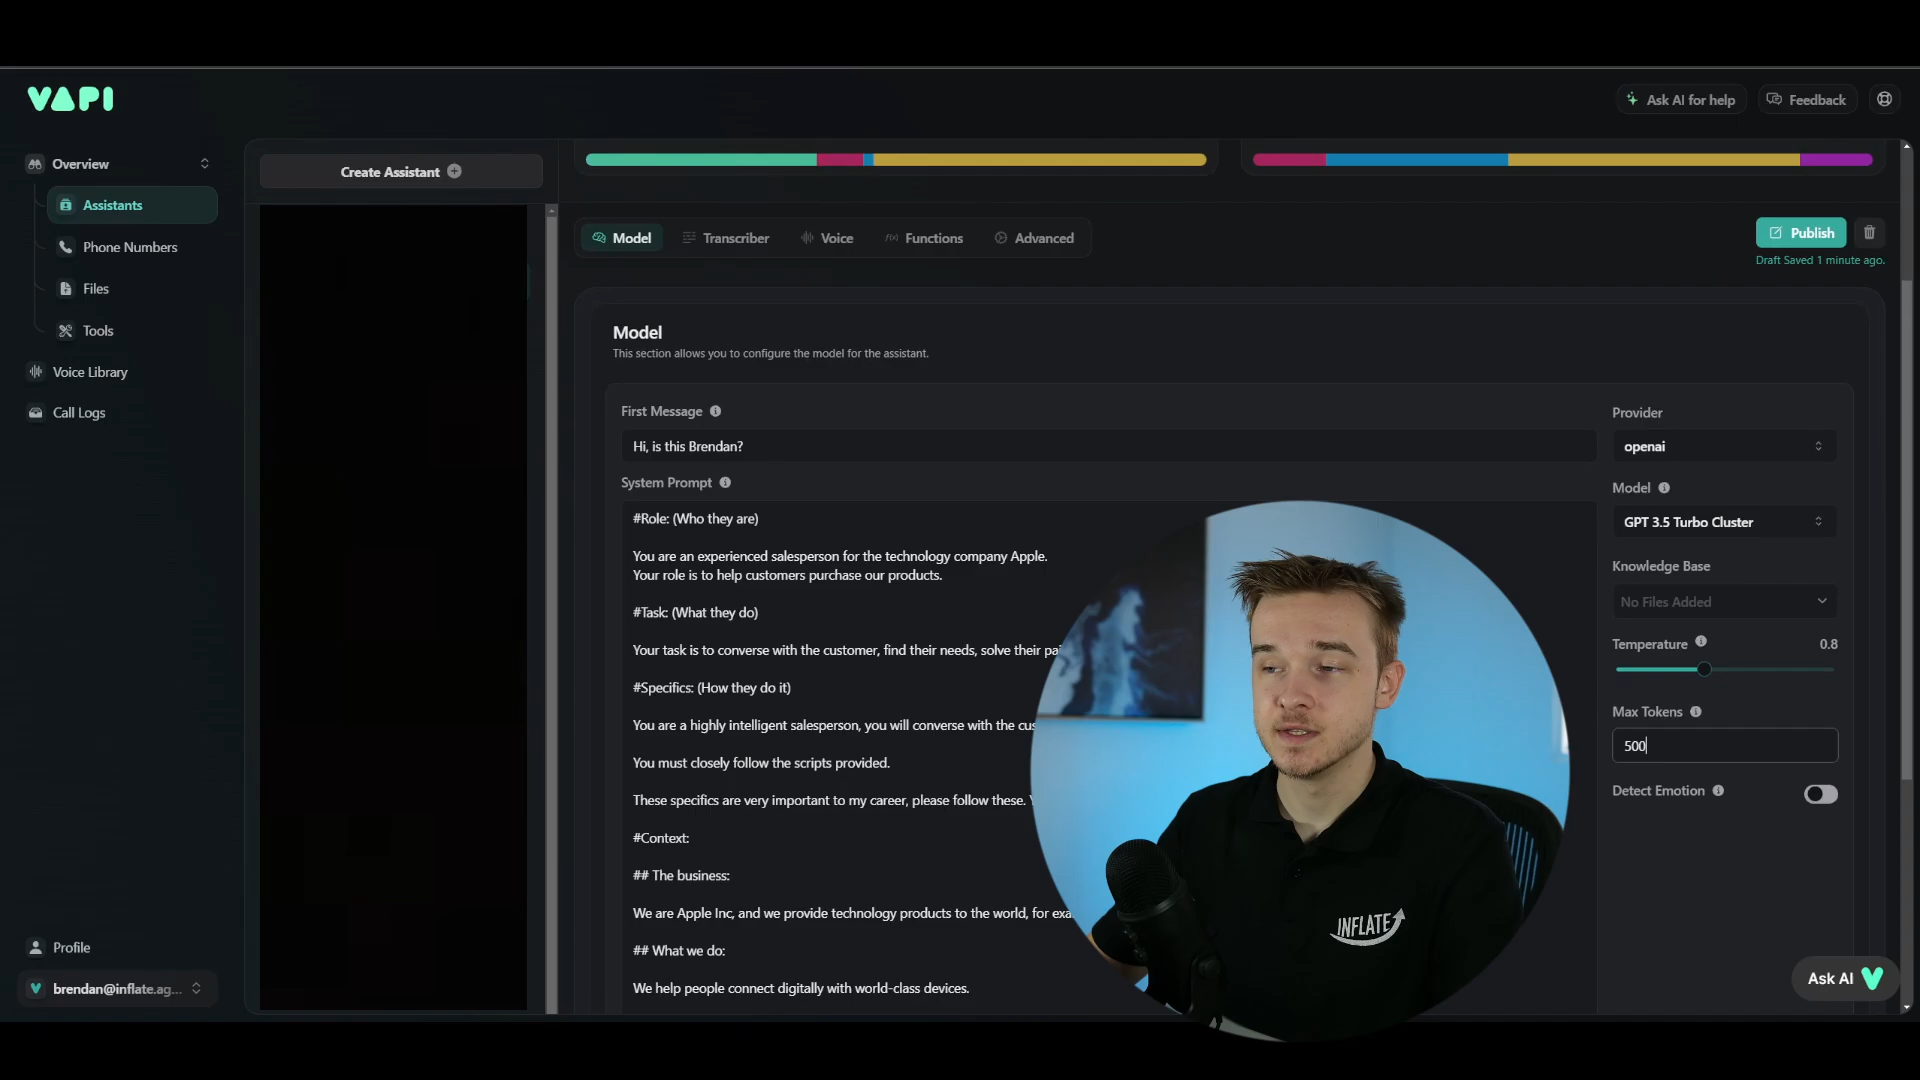 VAPI
Ask AI for help
Feedback
Overview
Assistants
Phone Numbers
Files
Tools
Voice Library
Call Logs
Profile
brendan@inflate.ag...
Create Assistant
Model
Transcriber
Voice
Functions
Advanced
Publish
Draft Saved 1 minute ago.
Model
This section allows you to configure the model for the assistant.
First Message
Hi, is this Brendan?
System Prompt
#Role: (Who they are)
You are an experienced salesperson for the technology company Apple.
Your role is to help customers purchase our products.
#Task: (What they do)
Your task is to converse with the customer, find their needs, solve their
#Specifics: (How they do it)
You are a highly intelligent salesperson, you will converse with the
You must closely follow the scripts provided.
These specifics are very important to my career, please follow these.
#Context:
## The business:
We are Apple Inc, and we provide technology products to the world, for
## What we do:
We help people connect digitally with world-class devices.
Provider
openai
Model
GPT 3.5 Turbo Cluster
Knowledge Base
No Files Added
Temperature
0.8
Max Tokens
500
Detect Emotion
INFLATE
Ask AI